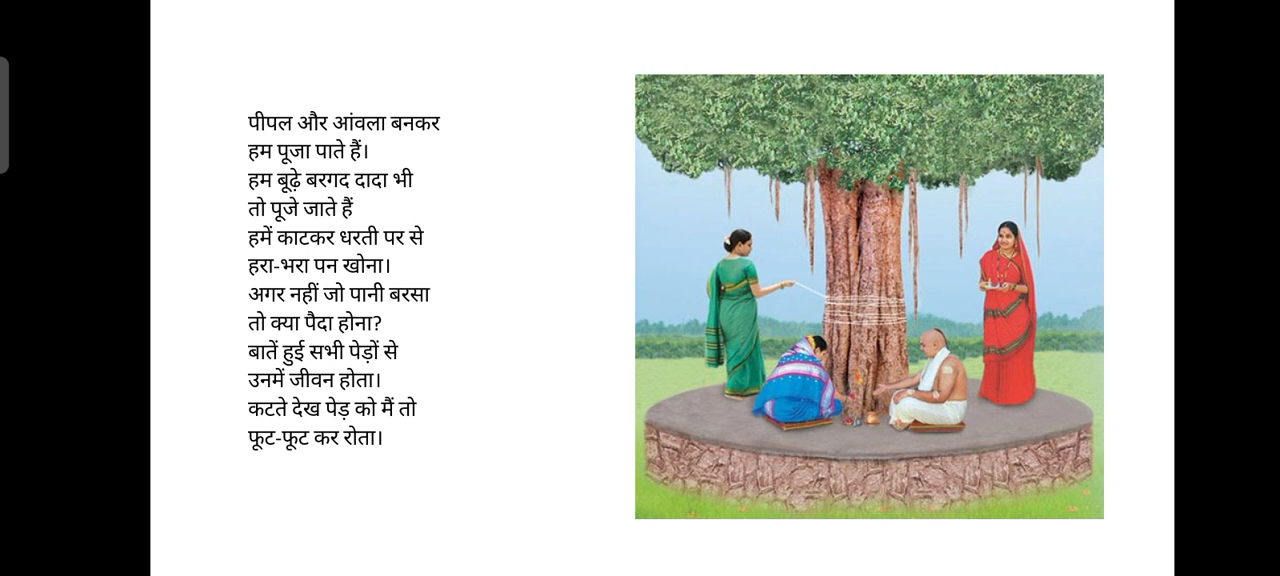 पीपल और आंवला बनकर
हम पूजा पाते हैं।
हम बूढ़े बरगद दादा भी
तो पूजे जाते हैं
हमें काटकर धरती पर से
हरा-भरा पन खोना।
अगर नहीं जो पानी बरसा
तो क्या पैदा होना?
बातें हुई सभी पेड़ों से
उनमें जीवन होता।
कटते देख पेड़ को मैं तो
फूट-फूट कर रोता।